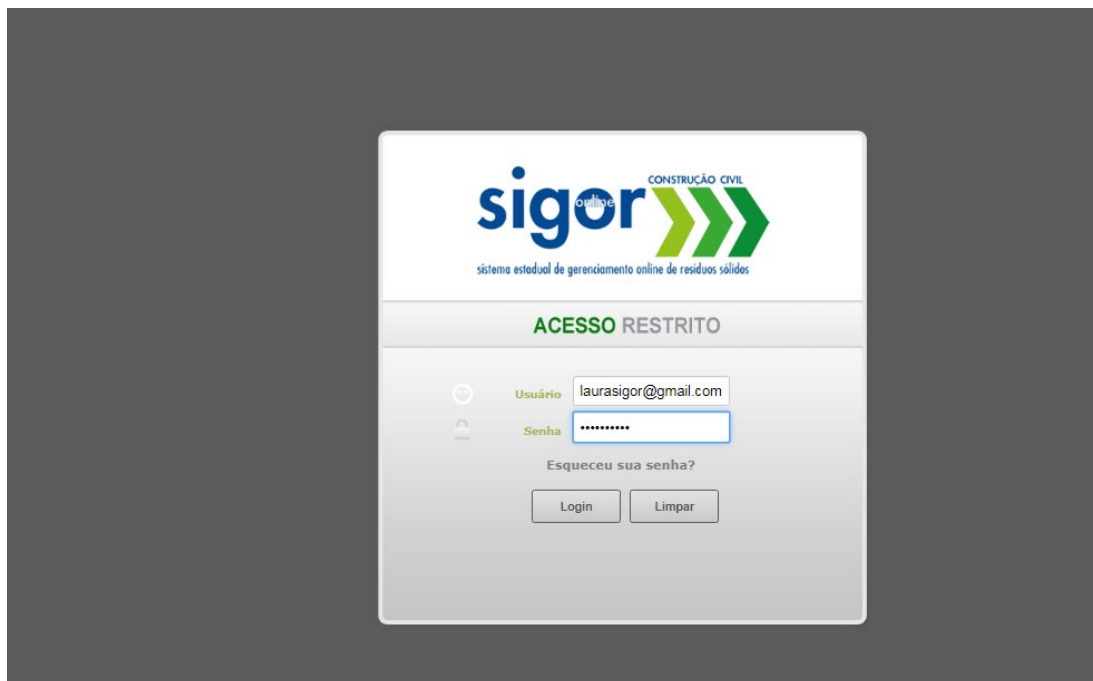 CONSTRUÇÃO CIVIL
sigor
online
sistema estadual de gerenciamento online de resíduos sólidos
ACESSO RESTRITO
Usuário laurasigor@gmail.com
Senha ••••••••••
Esqueceu sua senha?
Login Limpar